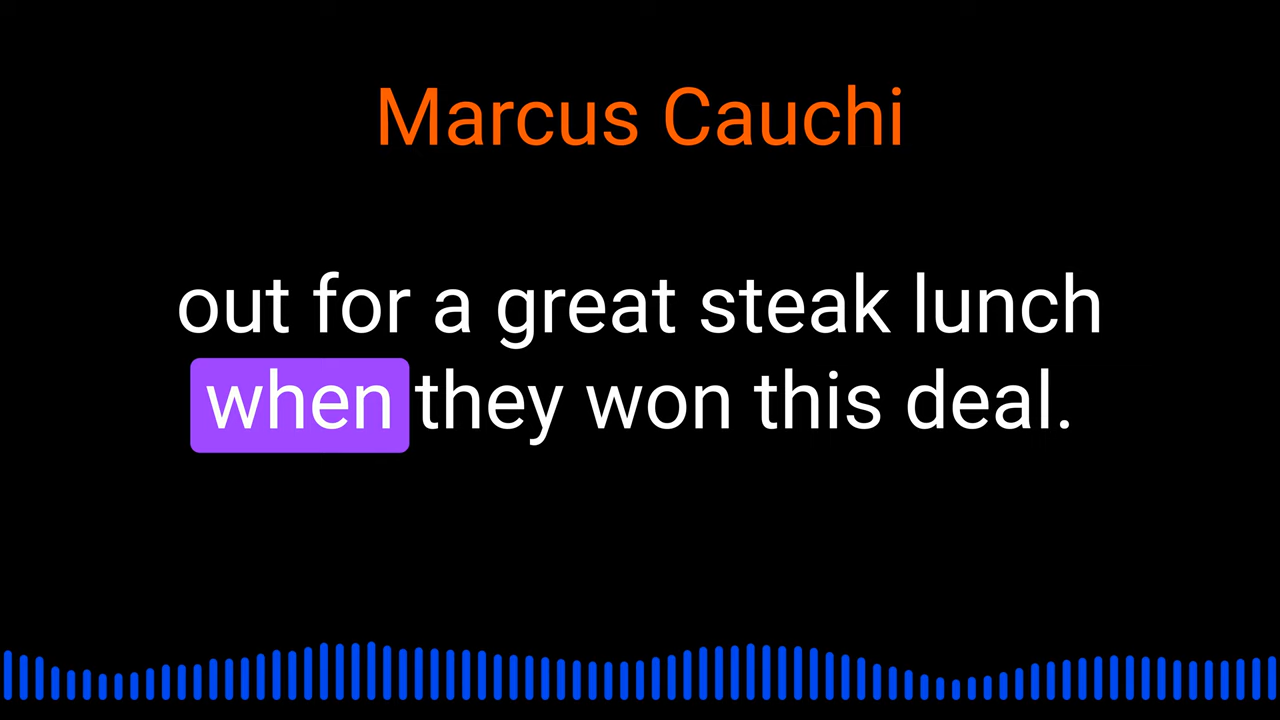 Marcus Cauchi
out for a great steak lunch
when they won this deal.